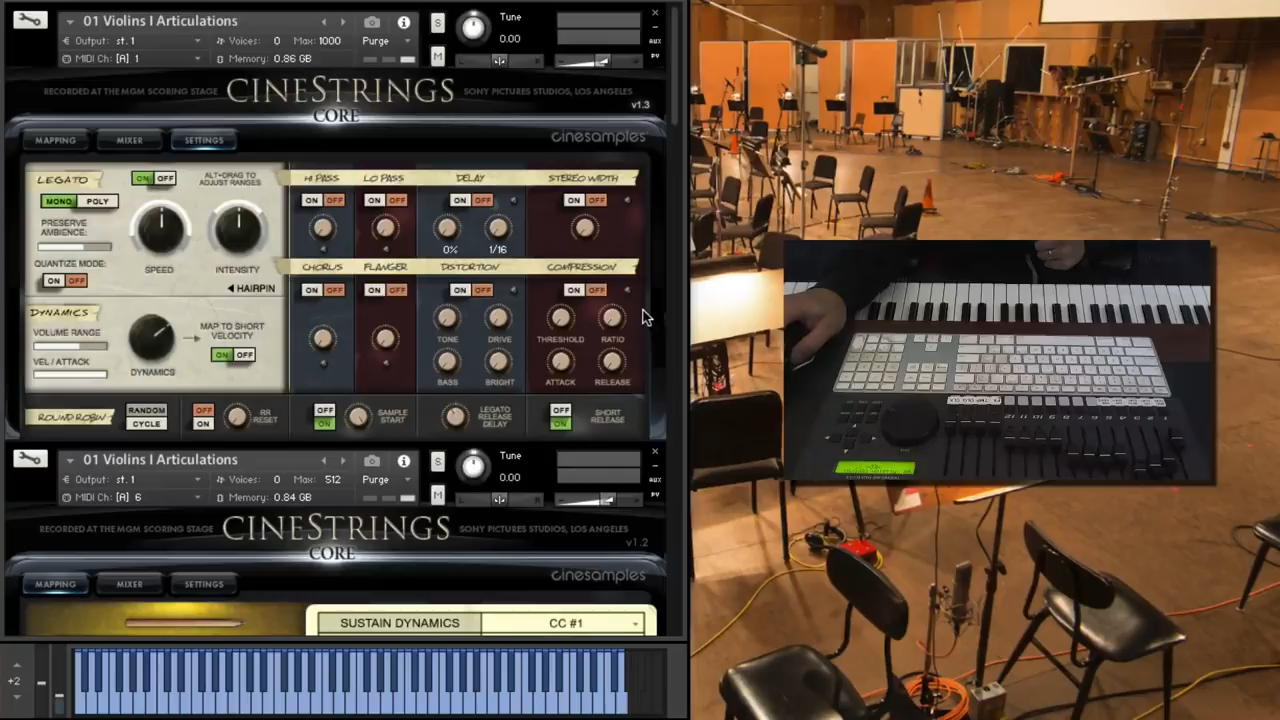 01 Violins I Articulations
Output: st. 1 Voices: 0 Max: 1000 Purge
MIDI Ch: [A] 1 Memory: 0.86 GB
S
M
Tune
0.00
AUX
PV
RECORDED AT THE MGM SCORING STAGE CINESTRINGS SONY PICTURES STUDIOS, LOS ANGELES
CORE
v1.3
MAPPING MIXER SETTINGS cinesamples
LEGATO ON OFF ALT+DRAG TO ADJUST RANGES
MONO POLY
PRESERVE AMBIENCE:
QUANTIZE MODE:
ON OFF
SPEED INTENSITY
HAIRPIN
DYNAMICS
VOLUME RANGE
VEL / ATTACK
DYNAMICS
MAP TO SHORT VELOCITY
ON OFF
HI PASS LO PASS DELAY STEREO WIDTH
ON OFF ON OFF ON OFF ON OFF
0% 1/16
CHORUS FLANGER DISTORTION COMPRESSION
ON OFF ON OFF ON OFF ON OFF
TONE DRIVE THRESHOLD RATIO
BASS BRIGHT ATTACK RELEASE
ROUND ROBIN RANDOM CYCLE OFF ON RR RESET OFF ON SAMPLE START LEGATO RELEASE DELAY OFF ON SHORT RELEASE
01 Violins I Articulations
Output: st. 1 Voices: 0 Max: 512 Purge
MIDI Ch: [A] 6 Memory: 0.84 GB
S
M
Tune
0.00
AUX
PV
RECORDED AT THE MGM SCORING STAGE CINESTRINGS SONY PICTURES STUDIOS, LOS ANGELES
CORE
v1.2
MAPPING MIXER SETTINGS cinesamples
SUSTAIN DYNAMICS CC #1
+2